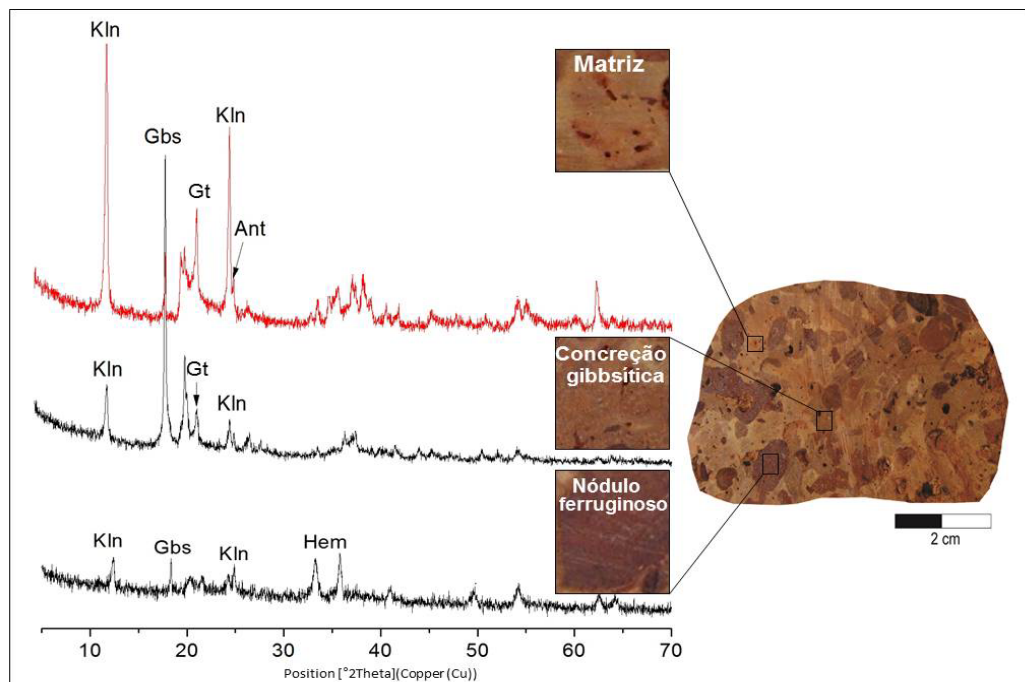 Kln
Gbs
Gt
Kln
Ant
Matriz
Kln
Gt
Kln
Concreção
gibbsítica
Kln
Gbs
Kln
Hem
Nódulo
ferruginoso
2 cm
10 20 30 40 50 60 70
Position [°2Theta](Copper (Cu))